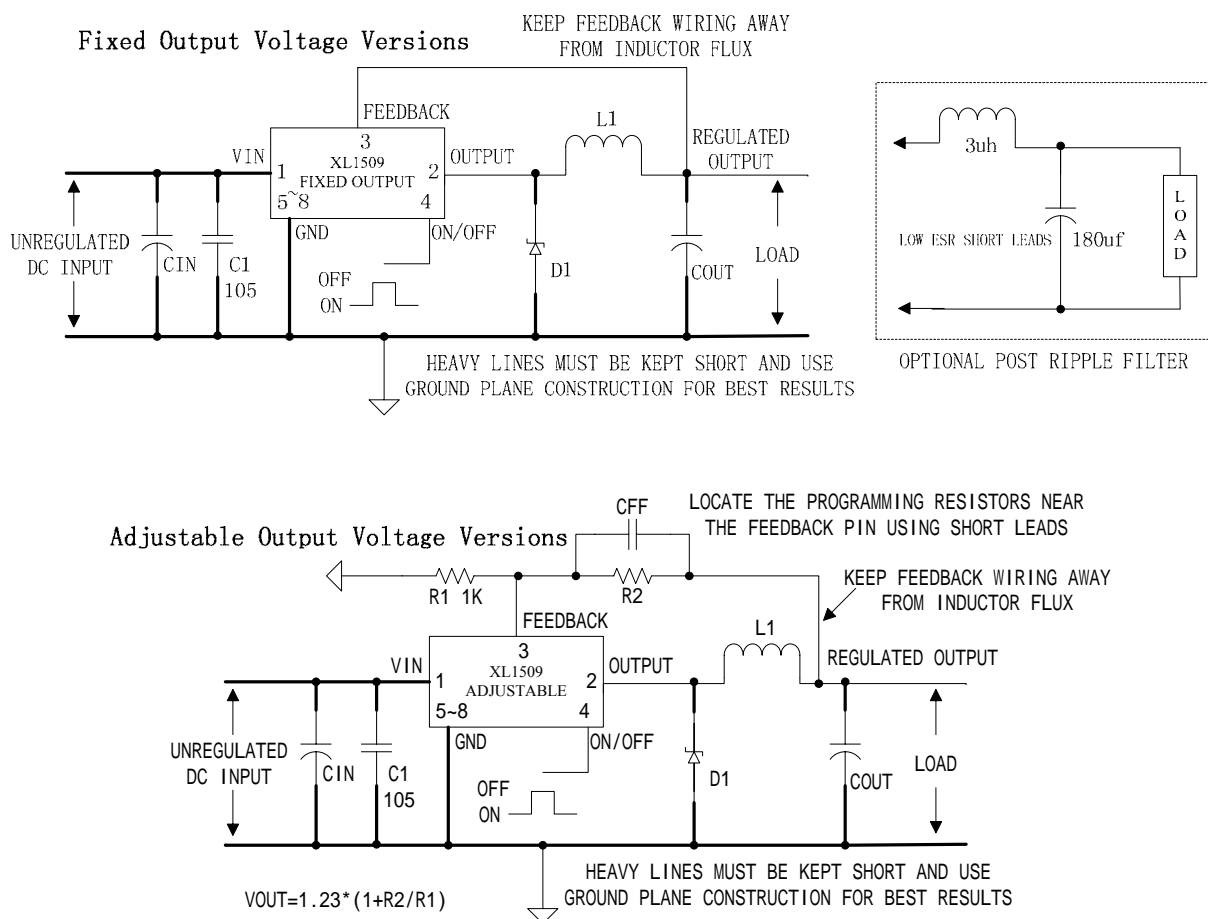 Fixed Output Voltage Versions
KEEP FEEDBACK WIRING AWAY
FROM INDUCTOR FLUX
FEEDBACK
3
XL1509
FIXED OUTPUT
VIN
1
5~8
OUTPUT
2
4
GND
ON/OFF
L1
REGULATED
OUTPUT
UNREGULATED
DC INPUT
CIN
C1
105
OFF
ON
D1
COUT
LOAD
HEAVY LINES MUST BE KEPT SHORT AND USE
GROUND PLANE CONSTRUCTION FOR BEST RESULTS
3uh
LOW ESR SHORT LEADS
180uf
LOAD
OPTIONAL POST RIPPLE FILTER
Adjustable Output Voltage Versions
CFF
LOCATE THE PROGRAMMING RESISTORS NEAR
THE FEEDBACK PIN USING SHORT LEADS
R1 1K
R2
KEEP FEEDBACK WIRING AWAY
FROM INDUCTOR FLUX
FEEDBACK
3
XL1509
ADJUSTABLE
VIN
1
5~8
OUTPUT
2
4
GND
ON/OFF
L1
REGULATED OUTPUT
UNREGULATED
DC INPUT
CIN
C1
105
OFF
ON
D1
COUT
LOAD
HEAVY LINES MUST BE KEPT SHORT AND USE
GROUND PLANE CONSTRUCTION FOR BEST RESULTS
VOUT=1.23*(1+R2/R1)